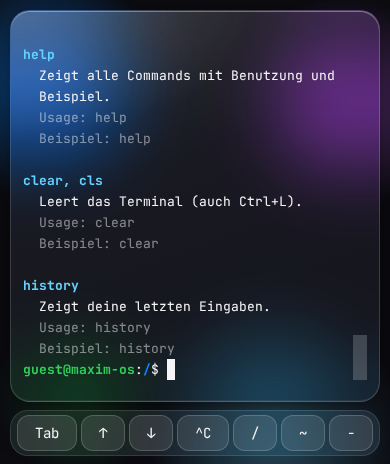 help
Zeigt alle Commands mit Benutzung und
Beispiel.
Usage: help
Beispiel: help
clear, cls
Leert das Terminal (auch Ctrl+L).
Usage: clear
Beispiel: clear
history
Zeigt deine letzten Eingaben.
Usage: history
Beispiel: history
guest@maxim-os:/$
Tab ↑ ↓ ^C / ~ -